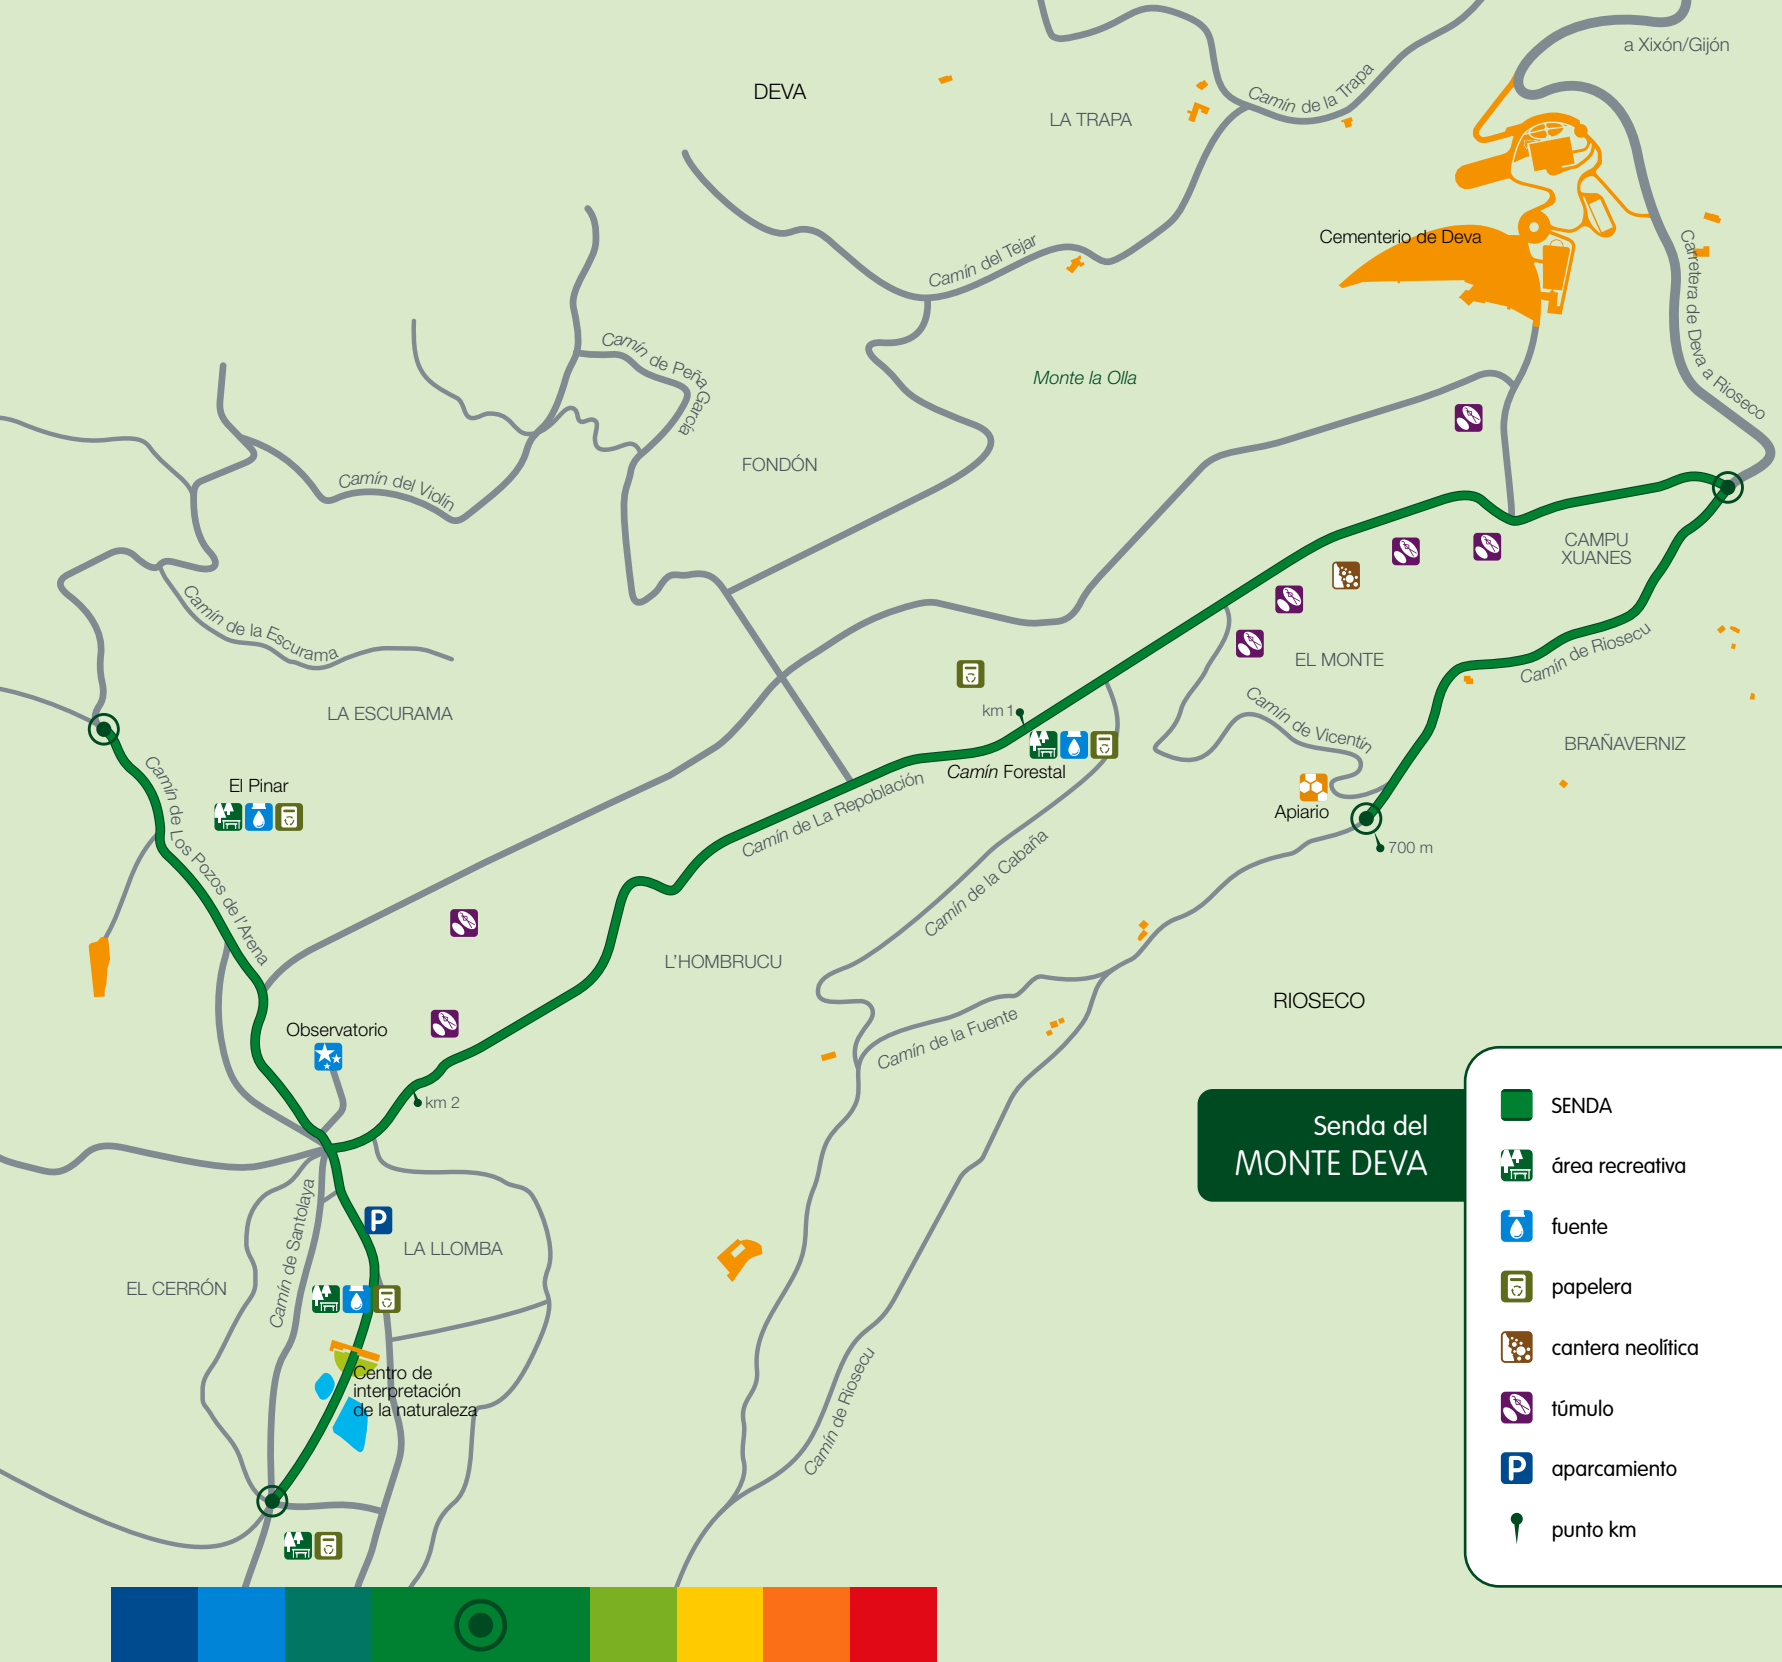 a Xixón/Gijón
DEVA
LA TRAPA
Camín de la Trapa
Cementerio de Deva
Carretera de Deva a Rioseco
Camín del Tejar
Camín de Peña García
Monte la Olla
FONDÓN
Camín del Violín
CAMPU
XUANES
Camín de la Escurama
LA ESCURAMA
EL MONTE
Camín de Riosecu
km 1
Camín de Vicentín
BRAÑAVERNIZ
Camín de Los Pozos de l'Arena
El Pinar
Camín Forestal
Camín de La Repoblación
Apiario
700 m
Camín de la Cabaña
L'HOMBRUCU
RIOSECO
Observatorio
Camín de la Fuente
km 2
Camín de Santolaya
LA LLOMBA
EL CERRÓN
Centro de
interpretación
de la naturaleza
Camín de Riosecu
Senda del
MONTE DEVA
SENDA
área recreativa
fuente
papelera
cantera neolítica
túmulo
P
P
aparcamiento
punto km